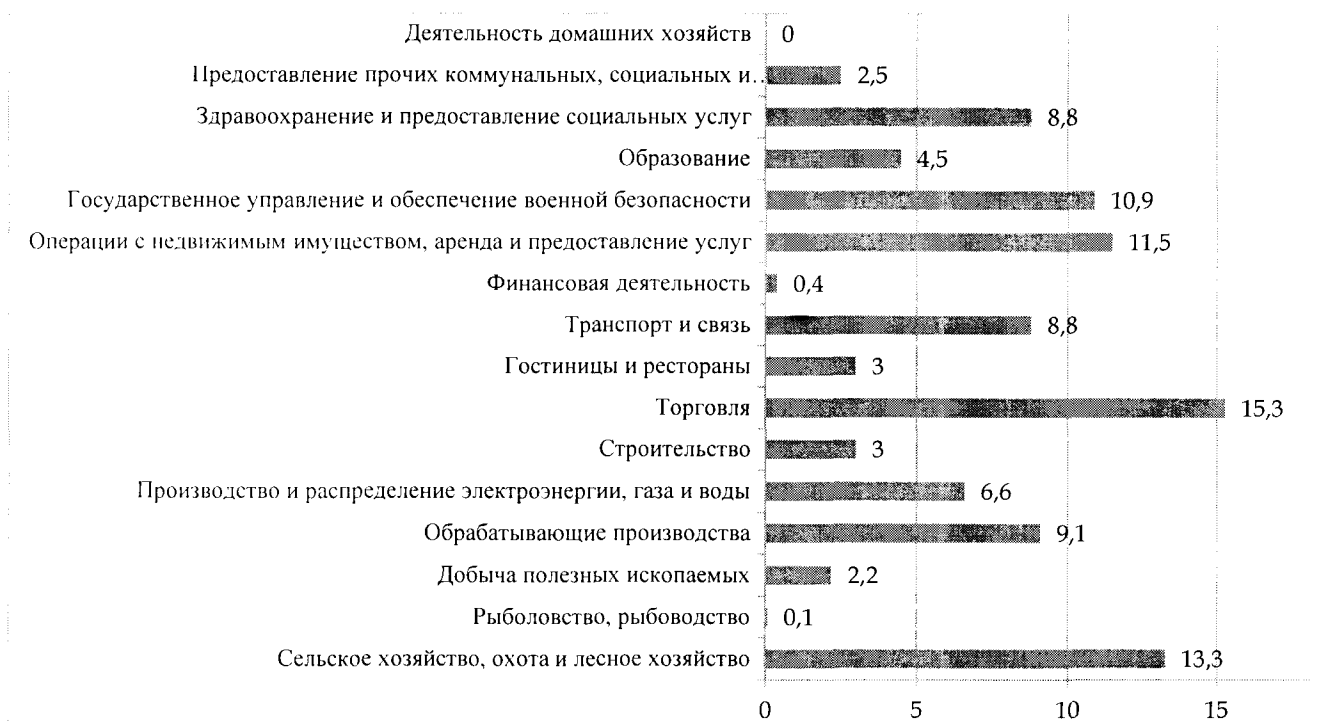 Деятельность домашних хозяйств 0
Предоставление прочих коммунальных, социальных и… 2,5
Здравоохранение и предоставление социальных услуг 8,8
Образование 4,5
Государственное управление и обеспечение военной безопасности 10,9
Операции с недвижимым имуществом, аренда и предоставление услуг 11,5
Финансовая деятельность 0,4
Транспорт и связь 8,8
Гостиницы и рестораны 3
Торговля 15,3
Строительство 3
Производство и распределение электроэнергии, газа и воды 6,6
Обрабатывающие производства 9,1
Добыча полезных ископаемых 2,2
Рыболовство, рыбоводство 0,1
Сельское хозяйство, охота и лесное хозяйство 13,3
0 5 10 15